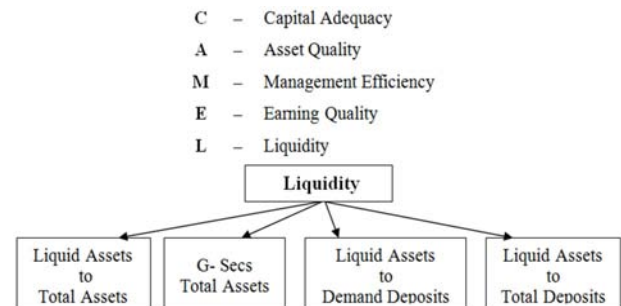 C – Capital Adequacy
A – Asset Quality
M – Management Efficiency
E – Earning Quality
L – Liquidity
Liquidity
Liquid Assets
to
Total Assets
G- Secs
Total Assets
Liquid Assets
to
Demand Deposits
Liquid Assets
to
Total Deposits